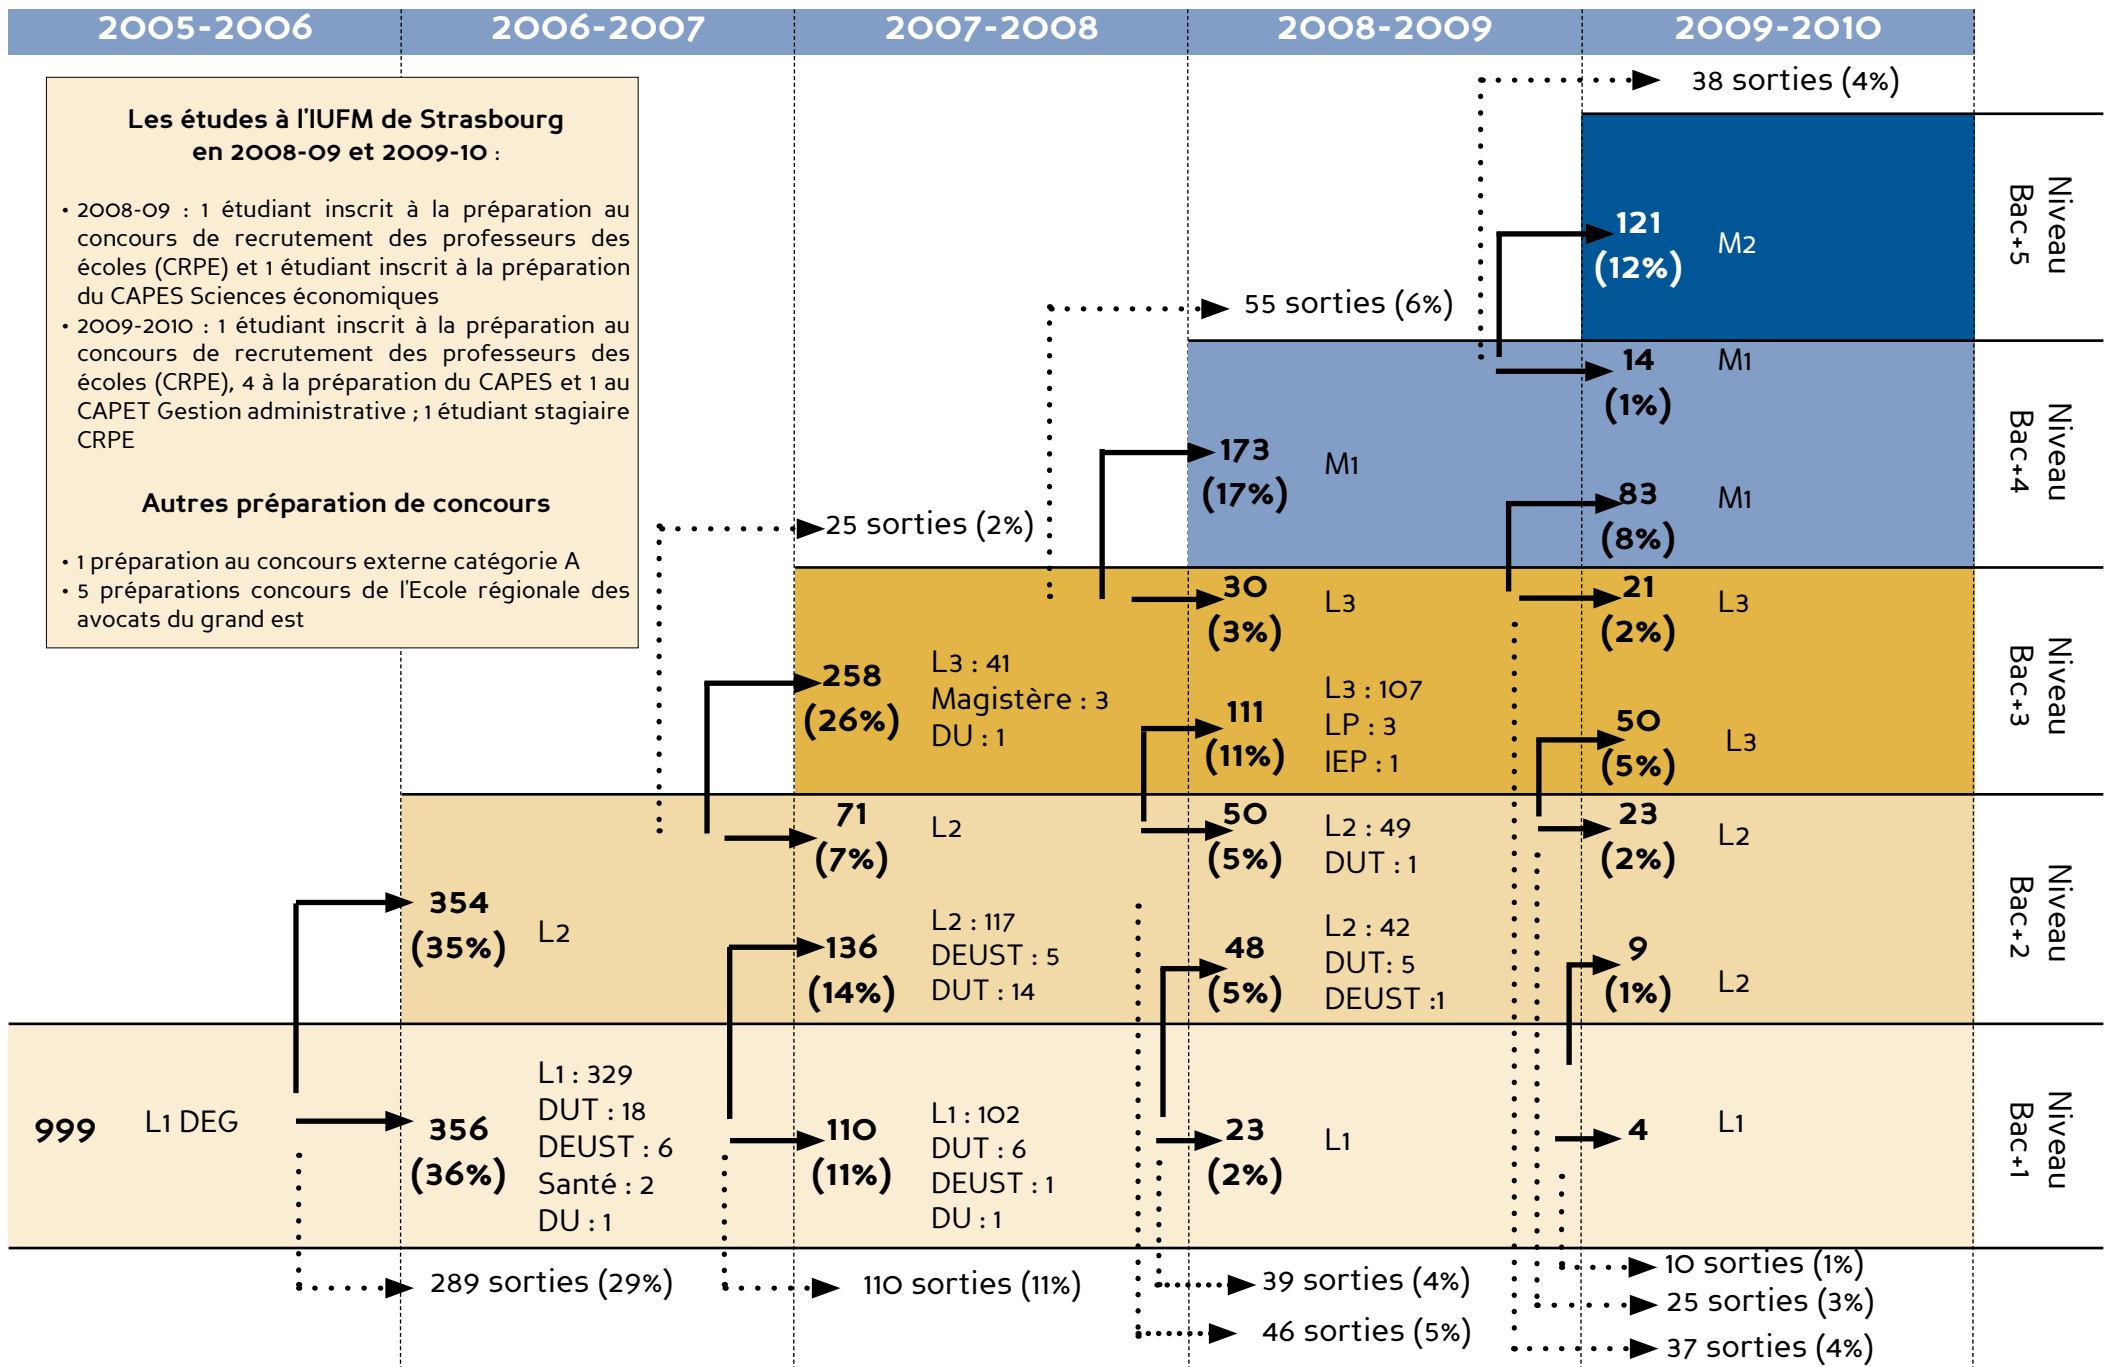 2005-2006
2006-2007
2007-2008
2008-2009
2009-2010
Les études à l'IUFM de Strasbourg
en 2008-09 et 2009-10 :
• 2008-09 : 1 étudiant inscrit à la préparation au
concours de recrutement des professeurs des
écoles (CRPE) et 1 étudiant inscrit à la préparation
du CAPES Sciences économiques
• 2009-2010 : 1 étudiant inscrit à la préparation au
concours de recrutement des professeurs des
écoles (CRPE), 4 à la préparation du CAPES et 1 au
CAPET Gestion administrative ; 1 étudiant stagiaire
CRPE
Autres préparation de concours
• 1 préparation au concours externe catégorie A
• 5 préparations concours de l'Ecole régionale des
avocats du grand est
999
L1 DEG
354
(35%)
L2
356
(36%)
L1 : 329
DUT : 18
DEUST : 6
Santé : 2
DU : 1
289 sorties (29%)
25 sorties (2%)
258
(26%)
L3 : 41
Magistère : 3
DU : 1
71
(7%)
L2
136
(14%)
L2 : 117
DEUST : 5
DUT : 14
110
(11%)
L1 : 102
DUT : 6
DEUST : 1
DU : 1
110 sorties (11%)
55 sorties (6%)
173
(17%)
M1
30
(3%)
L3
111
(11%)
L3 : 107
LP : 3
IEP : 1
50
(5%)
L2 : 49
DUT : 1
48
(5%)
L2 : 42
DUT: 5
DEUST :1
23
(2%)
L1
39 sorties (4%)
46 sorties (5%)
38 sorties (4%)
121
(12%)
M2
14
(1%)
M1
83
(8%)
M1
21
(2%)
L3
50
(5%)
L3
23
(2%)
L2
9
(1%)
L2
4
L1
10 sorties (1%)
25 sorties (3%)
37 sorties (4%)
Niveau
Bac+5
Niveau
Bac+4
Niveau
Bac+3
Niveau
Bac+2
Niveau
Bac+1